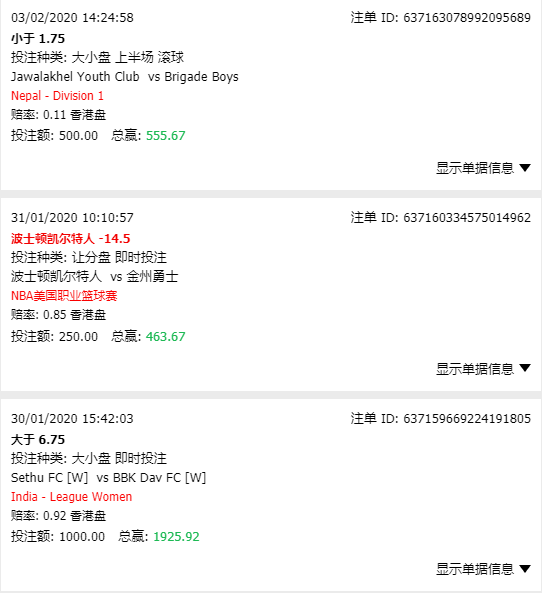 03/02/2020 14:24:58 注单 ID: 637163078992095689
小于 1.75
投注种类: 大小盘 上半场 滚球
Jawalakhel Youth Club vs Brigade Boys
Nepal - Division 1
赔率: 0.11 香港盘
投注额: 500.00 总赢: 555.67
显示单据信息 ▼
31/01/2020 10:10:57 注单 ID: 637160334575014962
波士顿凯尔特人 -14.5
投注种类: 让分盘 即时投注
波士顿凯尔特人 vs 金州勇士
NBA美国职业篮球赛
赔率: 0.85 香港盘
投注额: 250.00 总赢: 463.67
显示单据信息 ▼
30/01/2020 15:42:03 注单 ID: 637159669224191805
大于 6.75
投注种类: 大小盘 即时投注
Sethu FC [W] vs BBK Dav FC [W]
India - League Women
赔率: 0.92 香港盘
投注额: 1000.00 总赢: 1925.92
显示单据信息 ▼